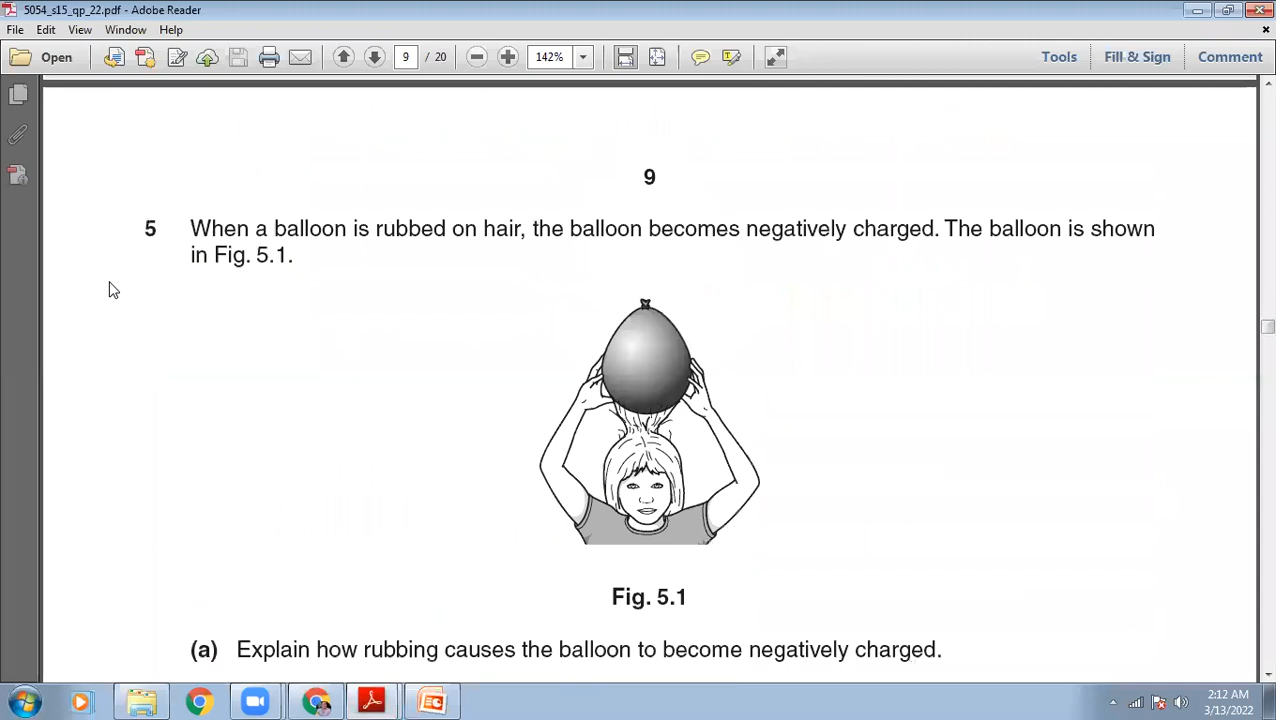 5054_s15_qp_22.pdf - Adobe Reader
File Edit View Window Help
Open 9 / 20 142% Tools Fill & Sign Comment
9
5 When a balloon is rubbed on hair, the balloon becomes negatively charged. The balloon is shown
in Fig. 5.1.
Fig. 5.1
(a) Explain how rubbing causes the balloon to become negatively charged.
2:12 AM
3/13/2022